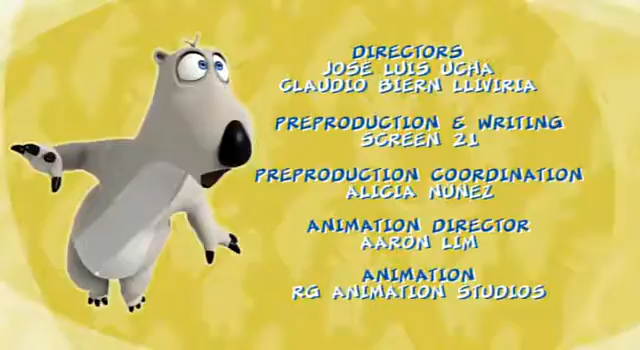 DIRECTORS
JOSE LUIS UCHA
CLAUDIO BIERN LLIVIRIA
PREPRODUCTION & WRITING
SCREEN 21
PREPRODUCTION COORDINATION
ALICIA NUÑEZ
ANIMATION DIRECTOR
AARON LIM
ANIMATION
RG ANIMATION STUDIOS